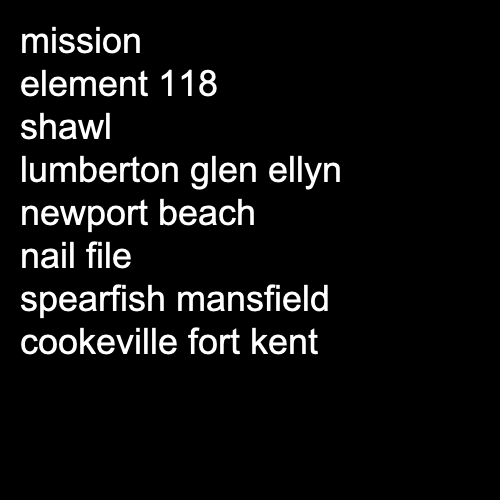 mission
element 118
shawl
lumberton glen ellyn
newport beach
nail file
spearfish mansfield
cookeville fort kent